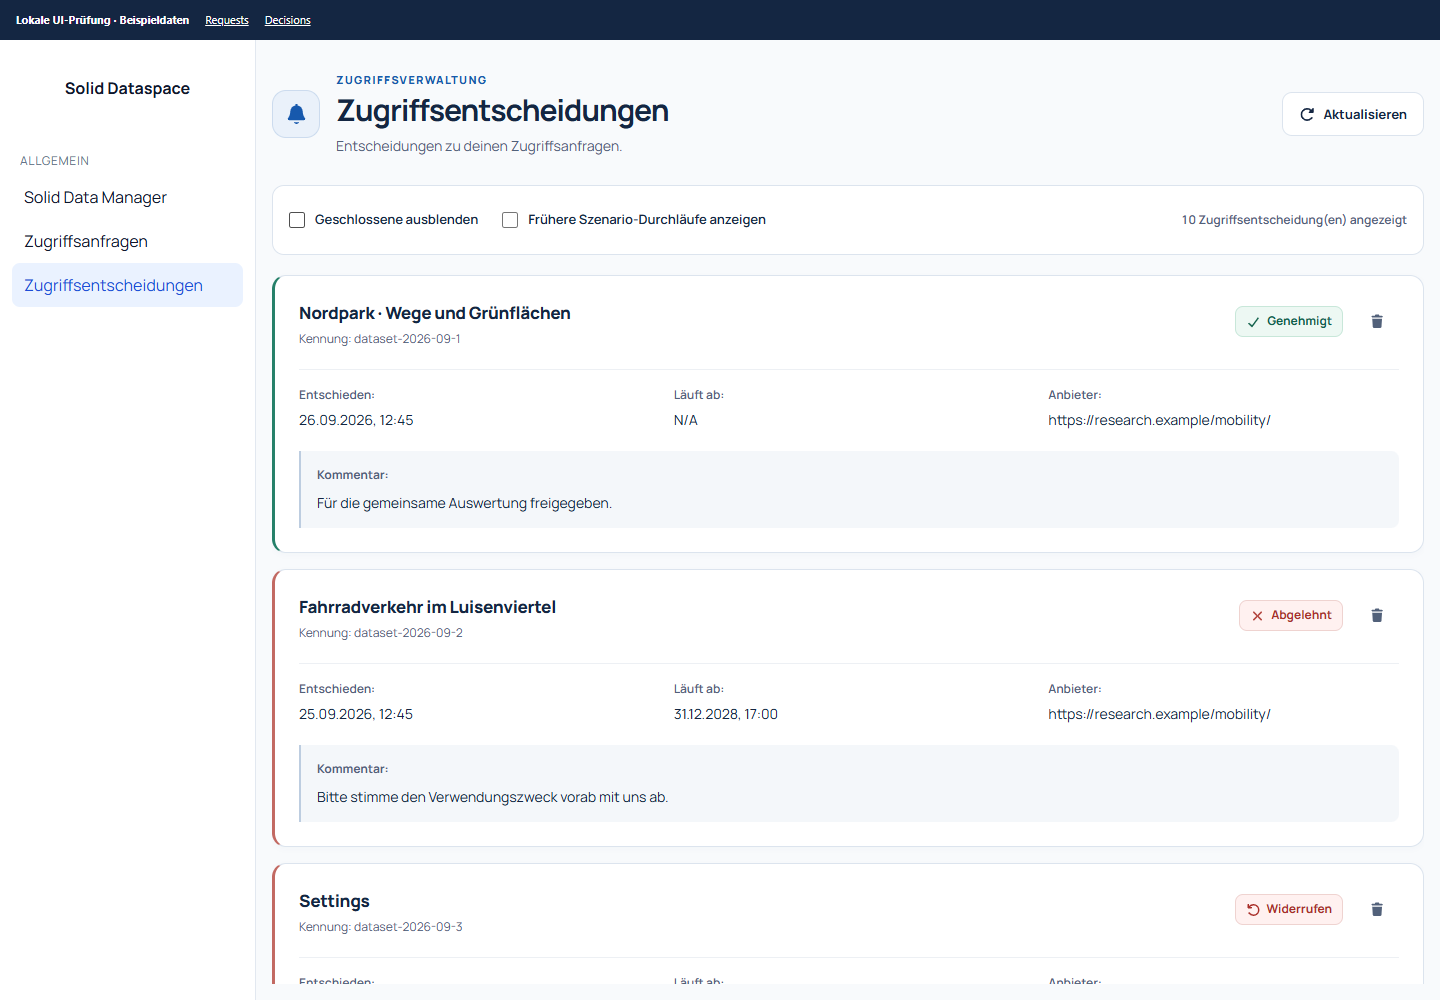 Lokale UI-Prüfung · Beispieldaten Requests Decisions
Solid Dataspace
ALLGEMEIN
Solid Data Manager
Zugriffsanfragen
Zugriffsentscheidungen
ZUGRIFFSVERWALTUNG
Zugriffsentscheidungen
Entscheidungen zu deinen Zugriffsanfragen.
Aktualisieren
Geschlossene ausblenden Frühere Szenario-Durchläufe anzeigen 10 Zugriffsentscheidung(en) angezeigt
Nordpark · Wege und Grünflächen
Genehmigt
Kennung: dataset-2026-09-1
Entschieden: Läuft ab: Anbieter:
26.09.2026, 12:45 N/A https://research.example/mobility/
Kommentar:
Für die gemeinsame Auswertung freigegeben.
Fahrradverkehr im Luisenviertel
Abgelehnt
Kennung: dataset-2026-09-2
Entschieden: Läuft ab: Anbieter:
25.09.2026, 12:45 31.12.2028, 17:00 https://research.example/mobility/
Kommentar:
Bitte stimme den Verwendungszweck vorab mit uns ab.
Settings
Widerrufen
Kennung: dataset-2026-09-3
Entschieden: Läuft ab: Anbieter: